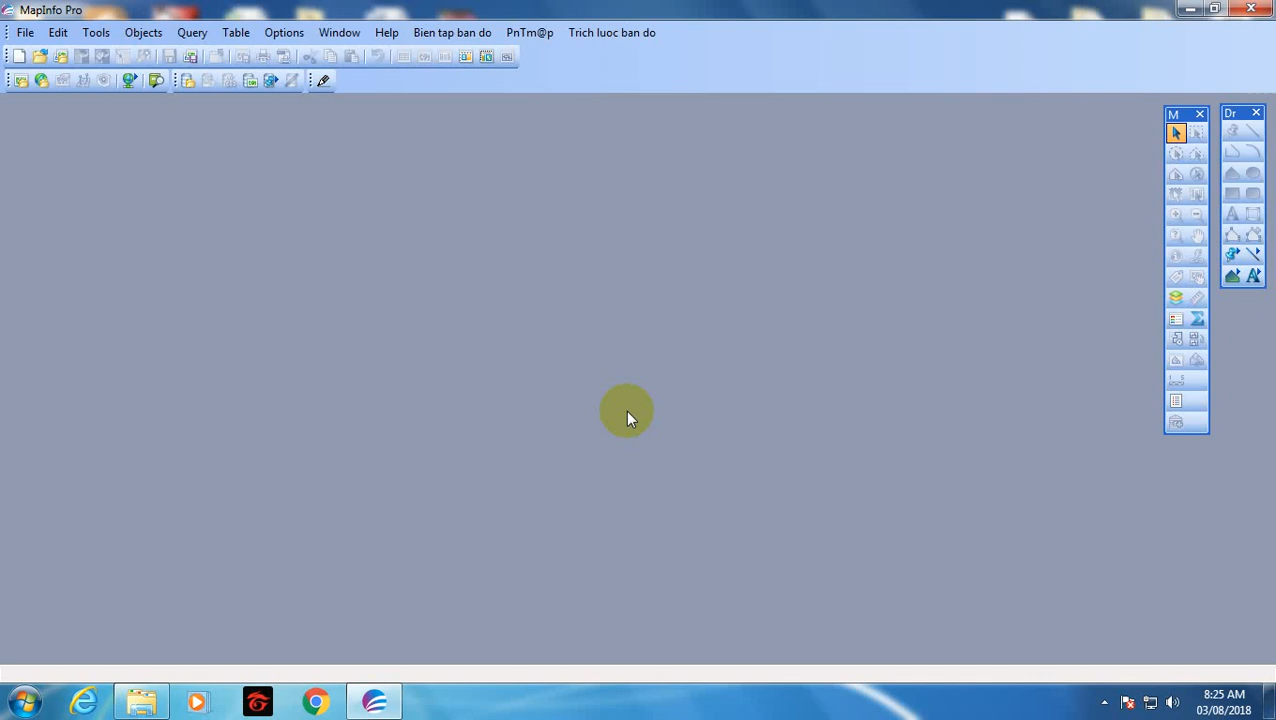 MapInfo Pro
File Edit Tools Objects Query Table Options Window Help Bien tap ban do PnTm@p Trich luoc ban do
M
Dr
8:25 AM
03/08/2018